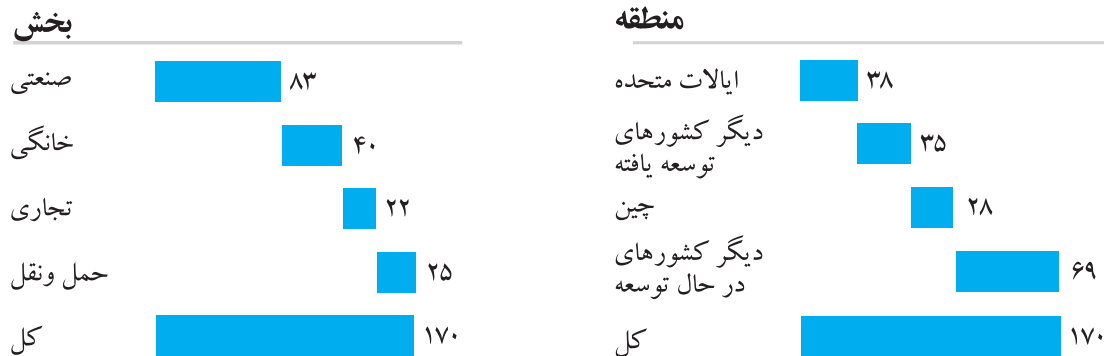 منطقه
ایالات متحده ۳۸
دیگر کشورهای
توسعه یافته ۳۵
چین ۲۸
دیگر کشورهای
در حال توسعه ۶۹
کل ۱۷۰
بخش
صنعتی ۸۳
خانگی ۴۰
تجاری ۲۲
حمل ونقل ۲۵
کل ۱۷۰